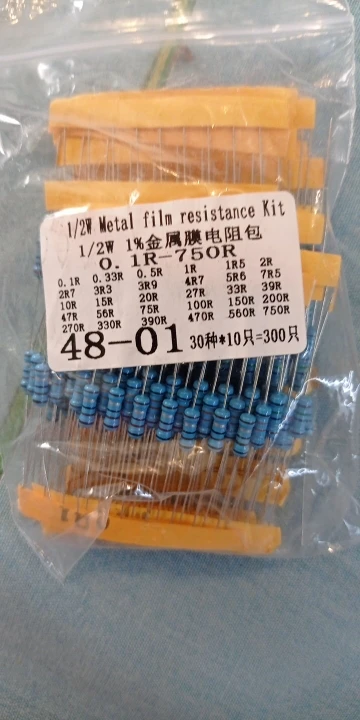 1/2W Metal film resistance Kit
1/2W 1%金属膜电阻包
0.1R-750R
0.1R 0.33R 0.5R 1R 1R5 2R
2R7 3R3 3R9 4R7 5R6 7R5
10R 15R 20R 27R 33R 39R
47R 56R 75R 100R 150R 200R
270R 330R 390R 470R 560R 750R
48-01 30种*10只=300只